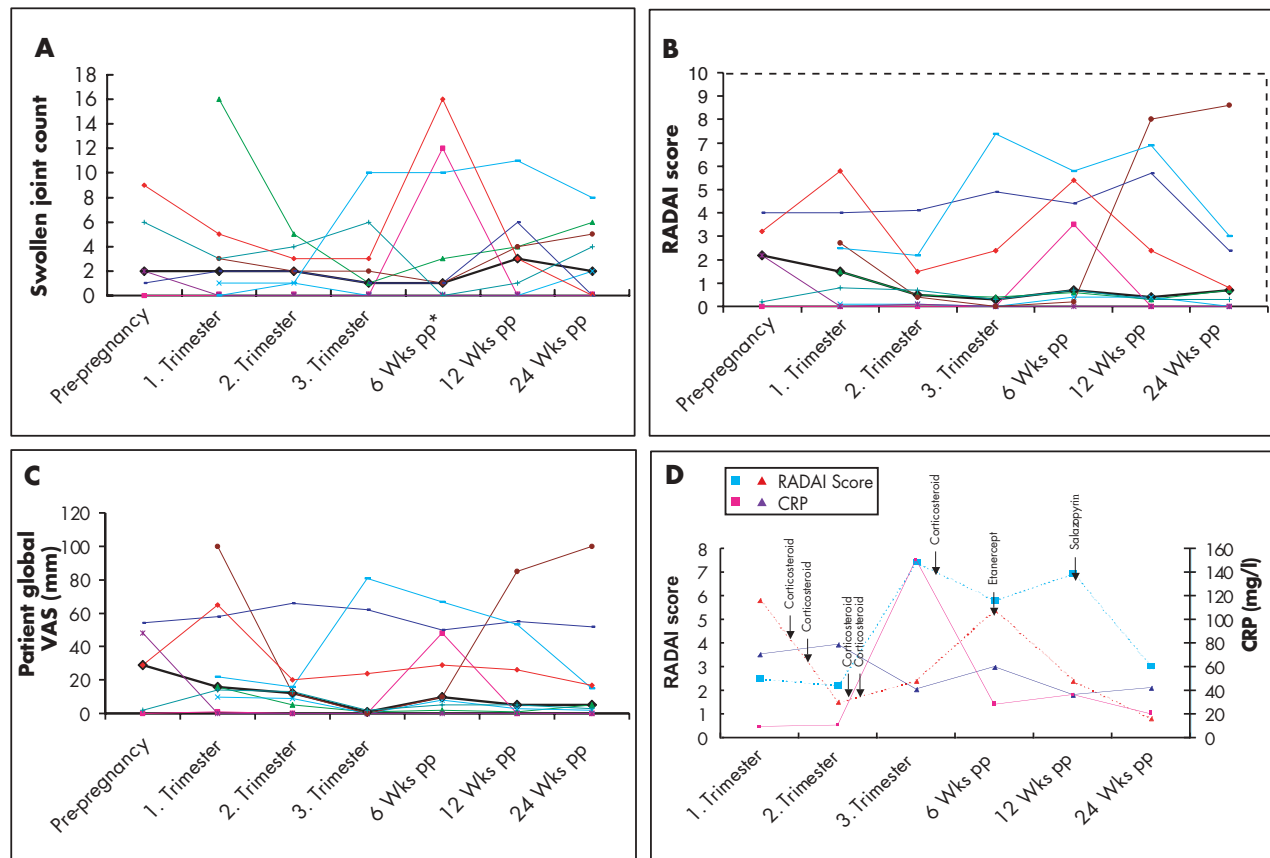 A
Swollen joint count
18
16
14
12
10
8
6
4
2
0
Pre-pregnancy
1. Trimester
2. Trimester
3. Trimester
6 Wks pp*
12 Wks pp
24 Wks pp
B
RADAI score
10
9
8
7
6
5
4
3
2
1
0
Pre-pregnancy
1. Trimester
2. Trimester
3. Trimester
6 Wks pp
12 Wks pp
24 Wks pp
C
Patient global
VAS (mm)
120
100
80
60
40
20
0
Pre-pregnancy
1. Trimester
2. Trimester
3. Trimester
6 Wks pp
12 Wks pp
24 Wks pp
D
RADAI Score
CRP
RADAI score
8
7
6
5
4
3
2
1
0
Corticosteroid
Corticosteroid
Corticosteroid
Corticosteroid
Corticosteroid
Etanercept
Salazopyrin
160
140
120
100
80
60
40
20
0
CRP (mg/l)
1. Trimester
2. Trimester
3. Trimester
6 Wks pp
12 Wks pp
24 Wks pp